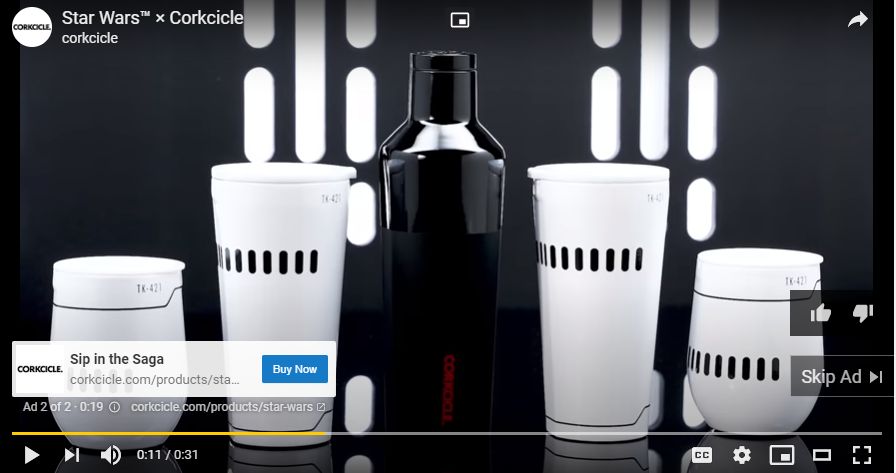 CORKCICLE.
Star Wars™ × Corkcicle
corkcicle
TK-421
TK-421
TK-421
TK-421
CORKCICLE.
CORKCICLE.
Sip in the Saga
corkcicle.com/products/sta...
Buy Now
Skip Ad
Ad 2 of 2 · 0:19
corkcicle.com/products/star-wars
0:11 / 0:31
CC